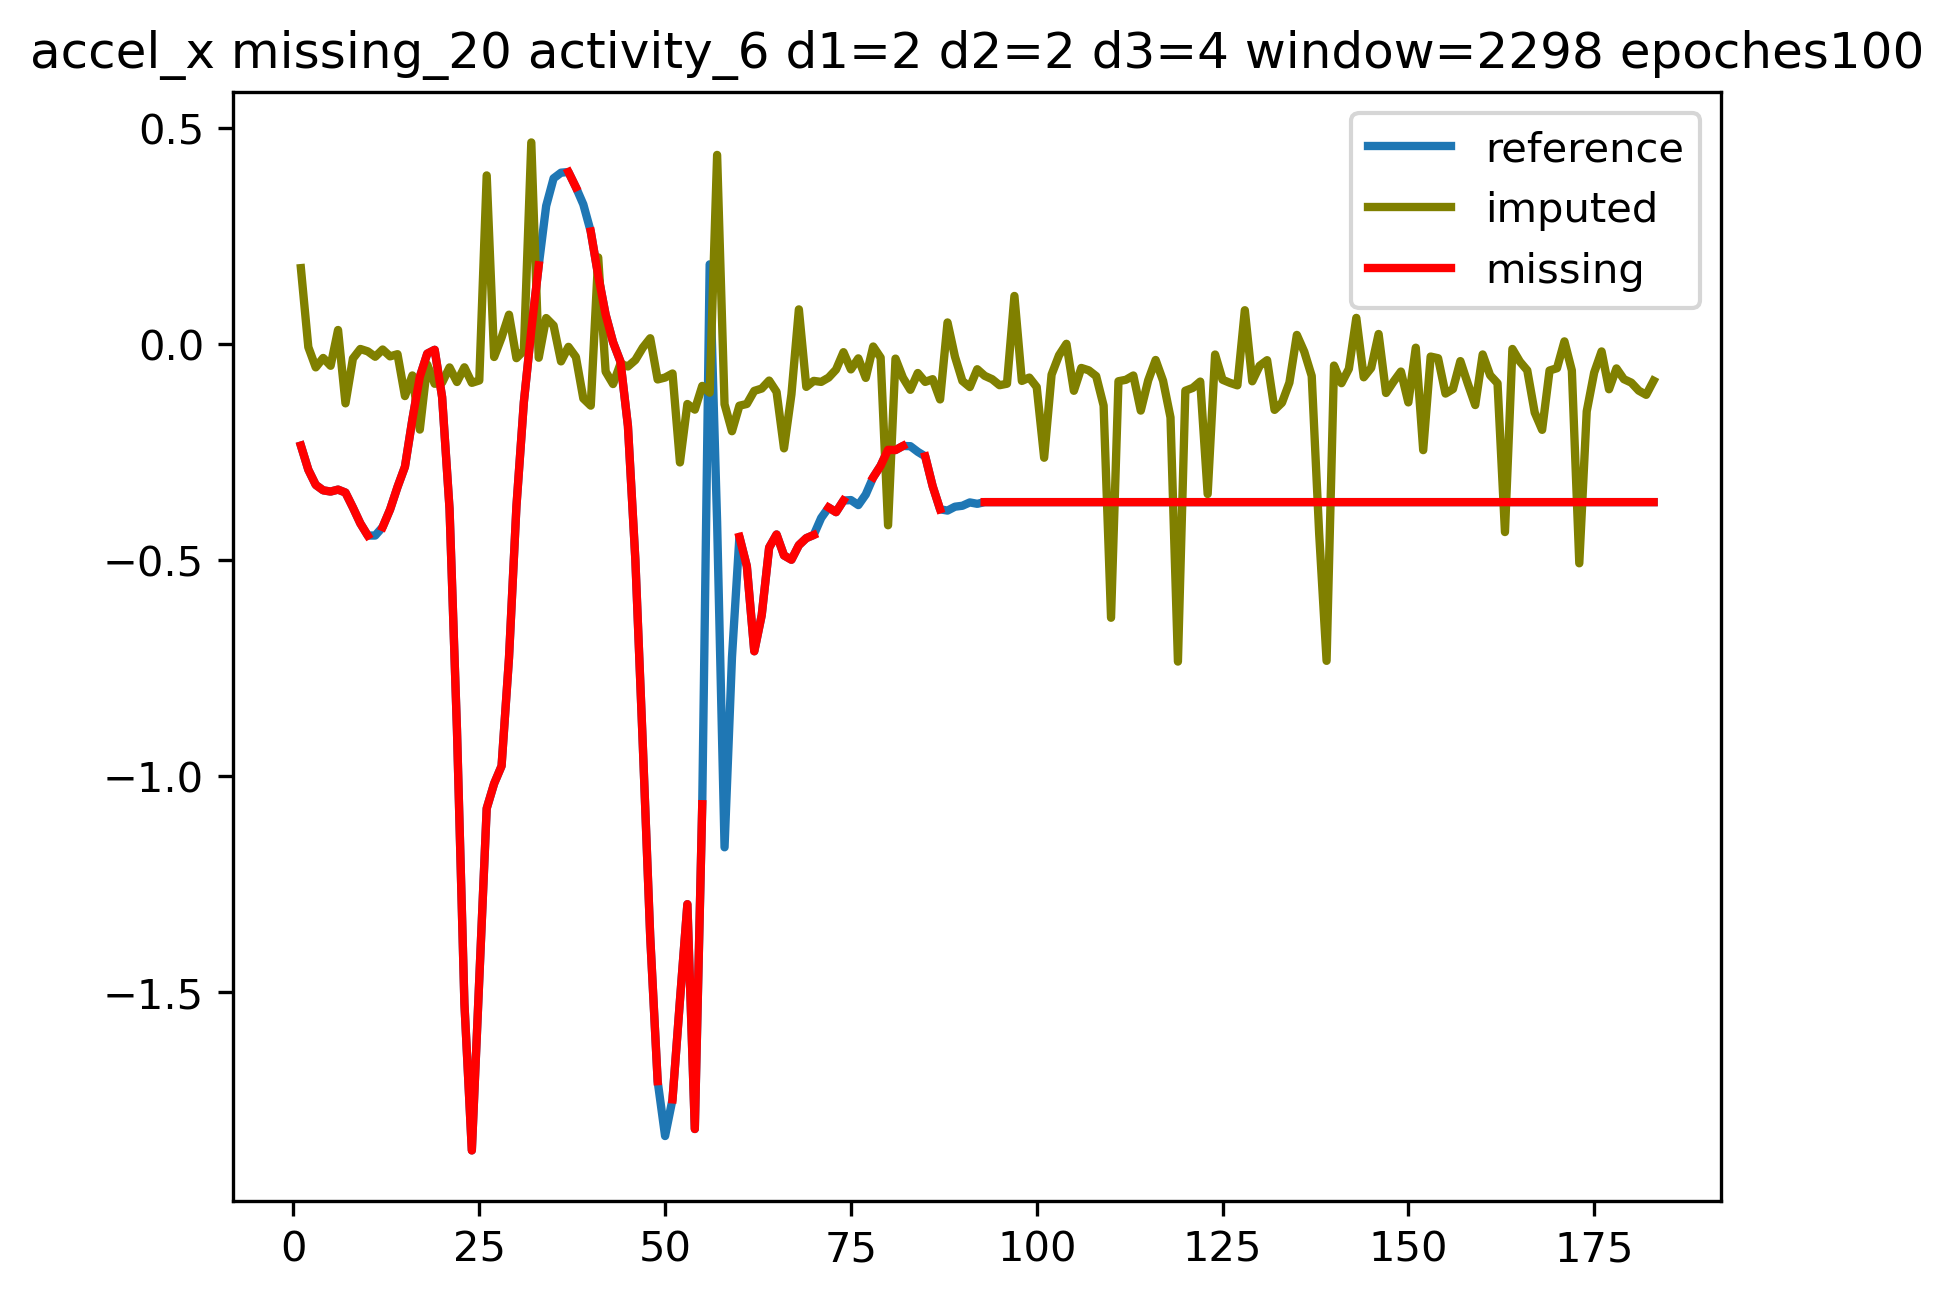 accel_x missing_20 activity_6 d1=2 d2=2 d3=4 window=2298 epoches100
reference
imputed
missing
0.5
0.0
−0.5
−1.0
−1.5
0 25 50 75 100 125 150 175